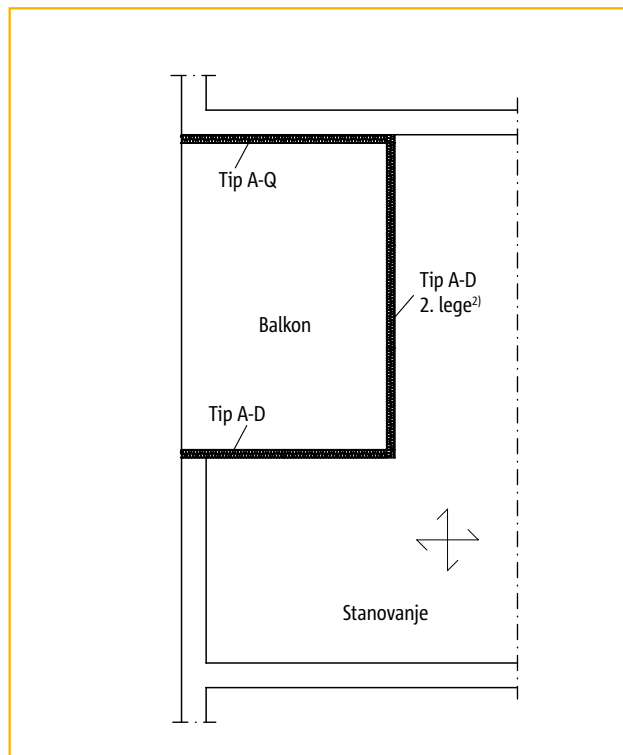 Tip A-Q
Tip A-D
2. lege²⁾
Balkon
Tip A-D
Stanovanje